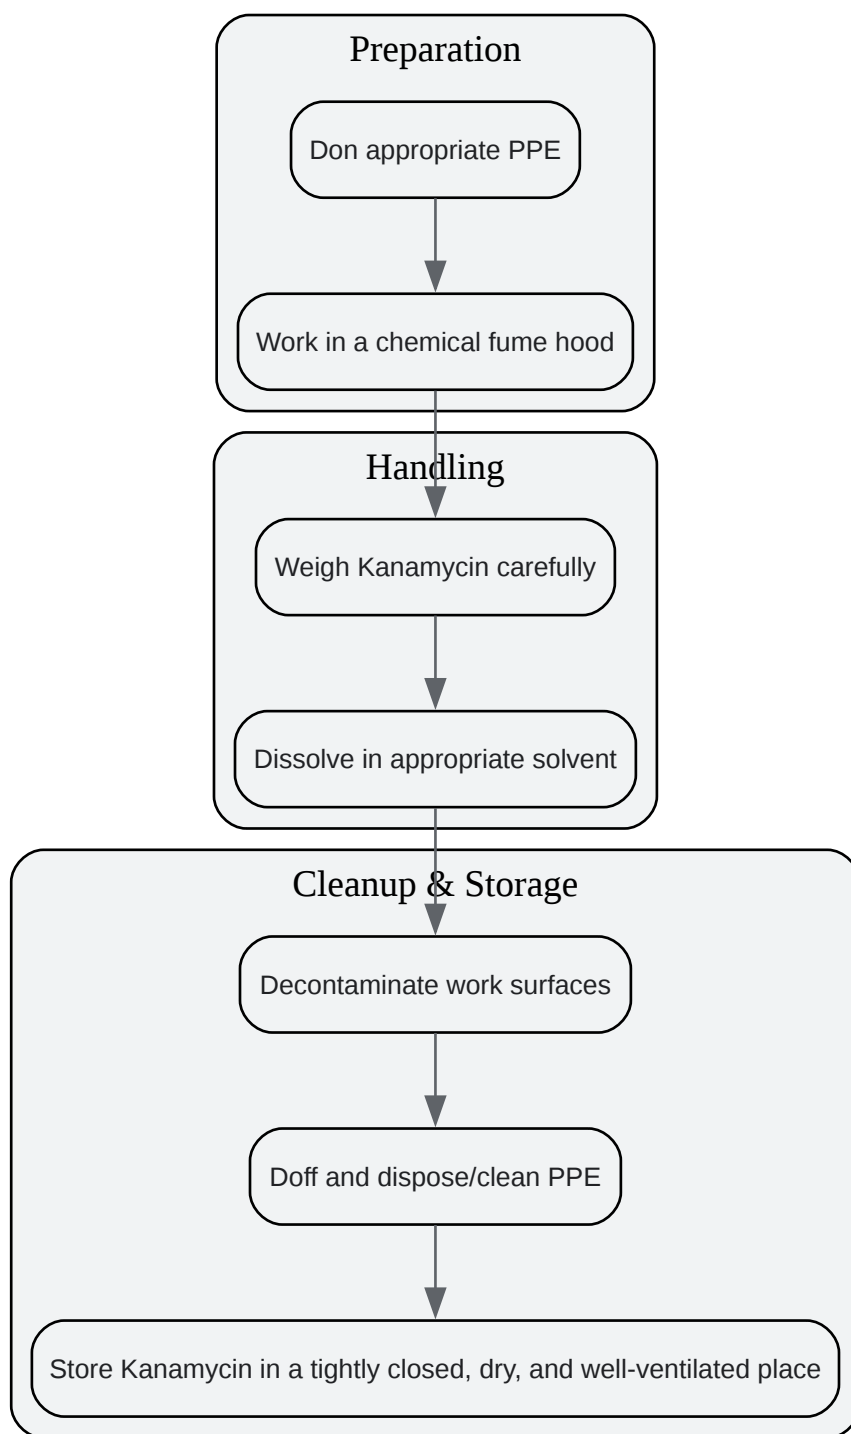 Preparation
Don appropriate PPE
Work in a chemical fume hood
Handling
Weigh Kanamycin carefully
Dissolve in appropriate solvent
Cleanup & Storage
Decontaminate work surfaces
Doff and dispose/clean PPE
Store Kanamycin in a tightly closed, dry, and well-ventilated place